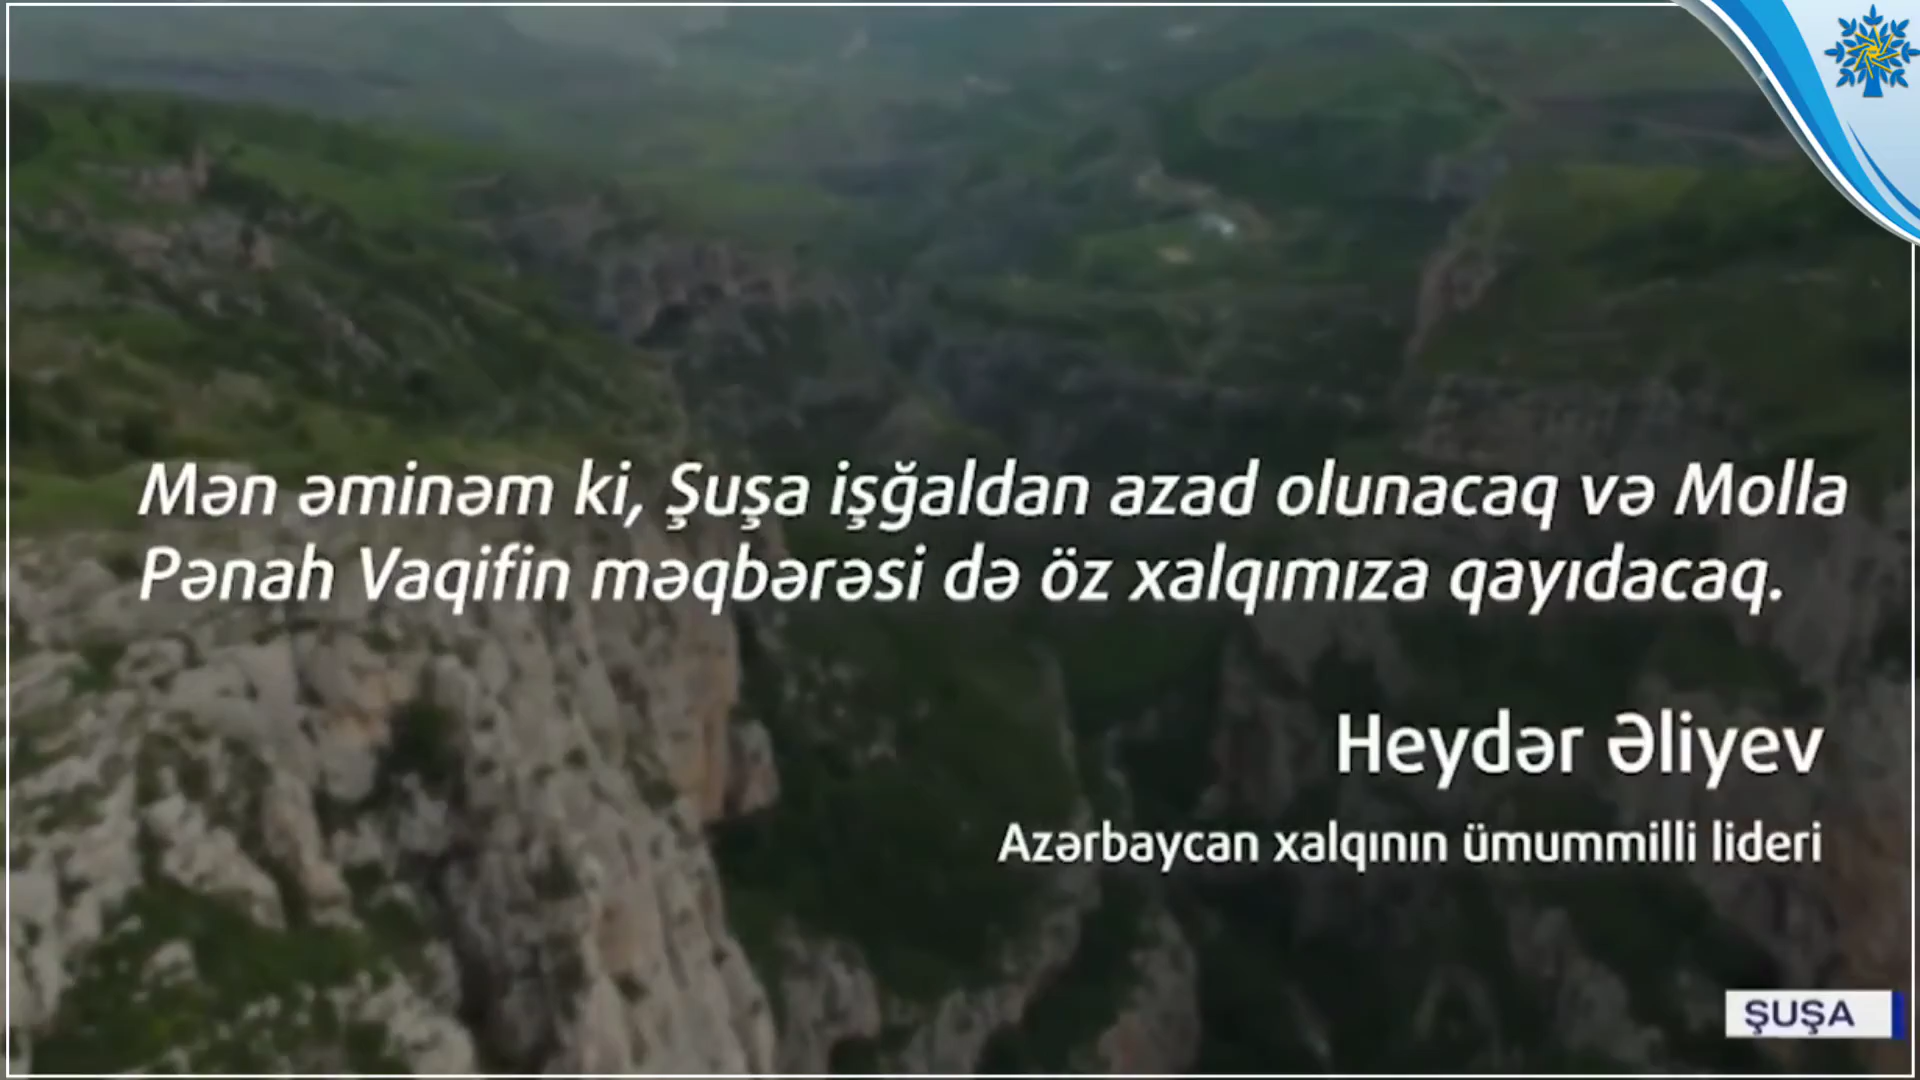 Mən əminəm ki, Şuşa işğaldan azad olunacaq və Molla
Pənah Vaqifin məqbərəsi də öz xalqımıza qayıdacaq.
Heydər Əliyev
Azərbaycan xalqının ümummilli lideri
ŞUŞA